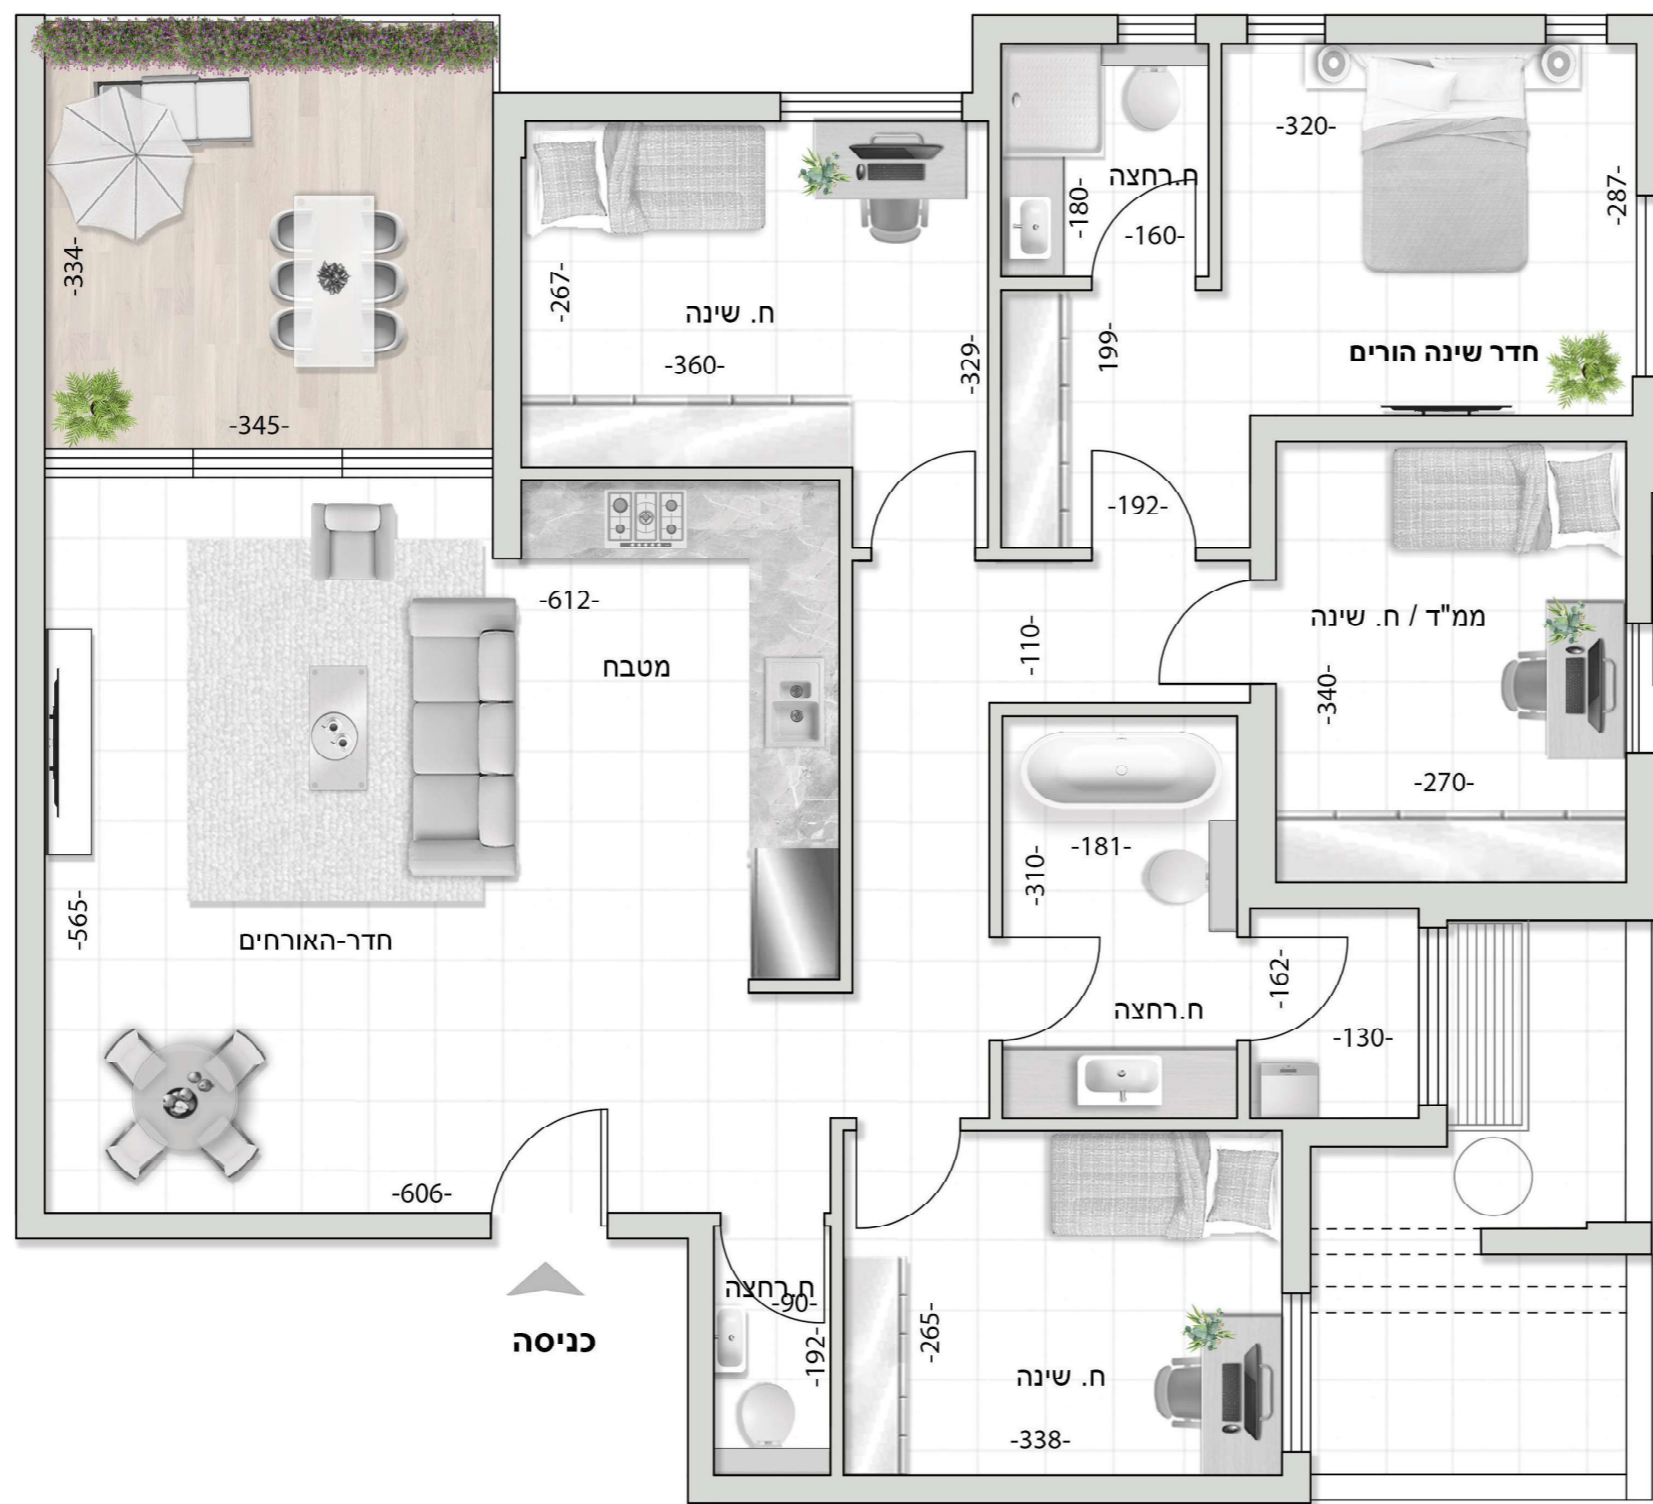 -320-
-287-
ח.רחצה
-180-
-160-
-334-
-267-
ח. שינה
-360-
-329-
199-
חדר שינה הורים
-345-
-192-
-612-
מטבח
-110-
ממ"ד / ח. שינה
-340-
-270-
-181-
-310-
-565-
חדר-האורחים
-162-
ח.רחצה
-130-
-606-
ח.רחצה
-90-
-192-
כניסה
-265-
ח. שינה
-338-